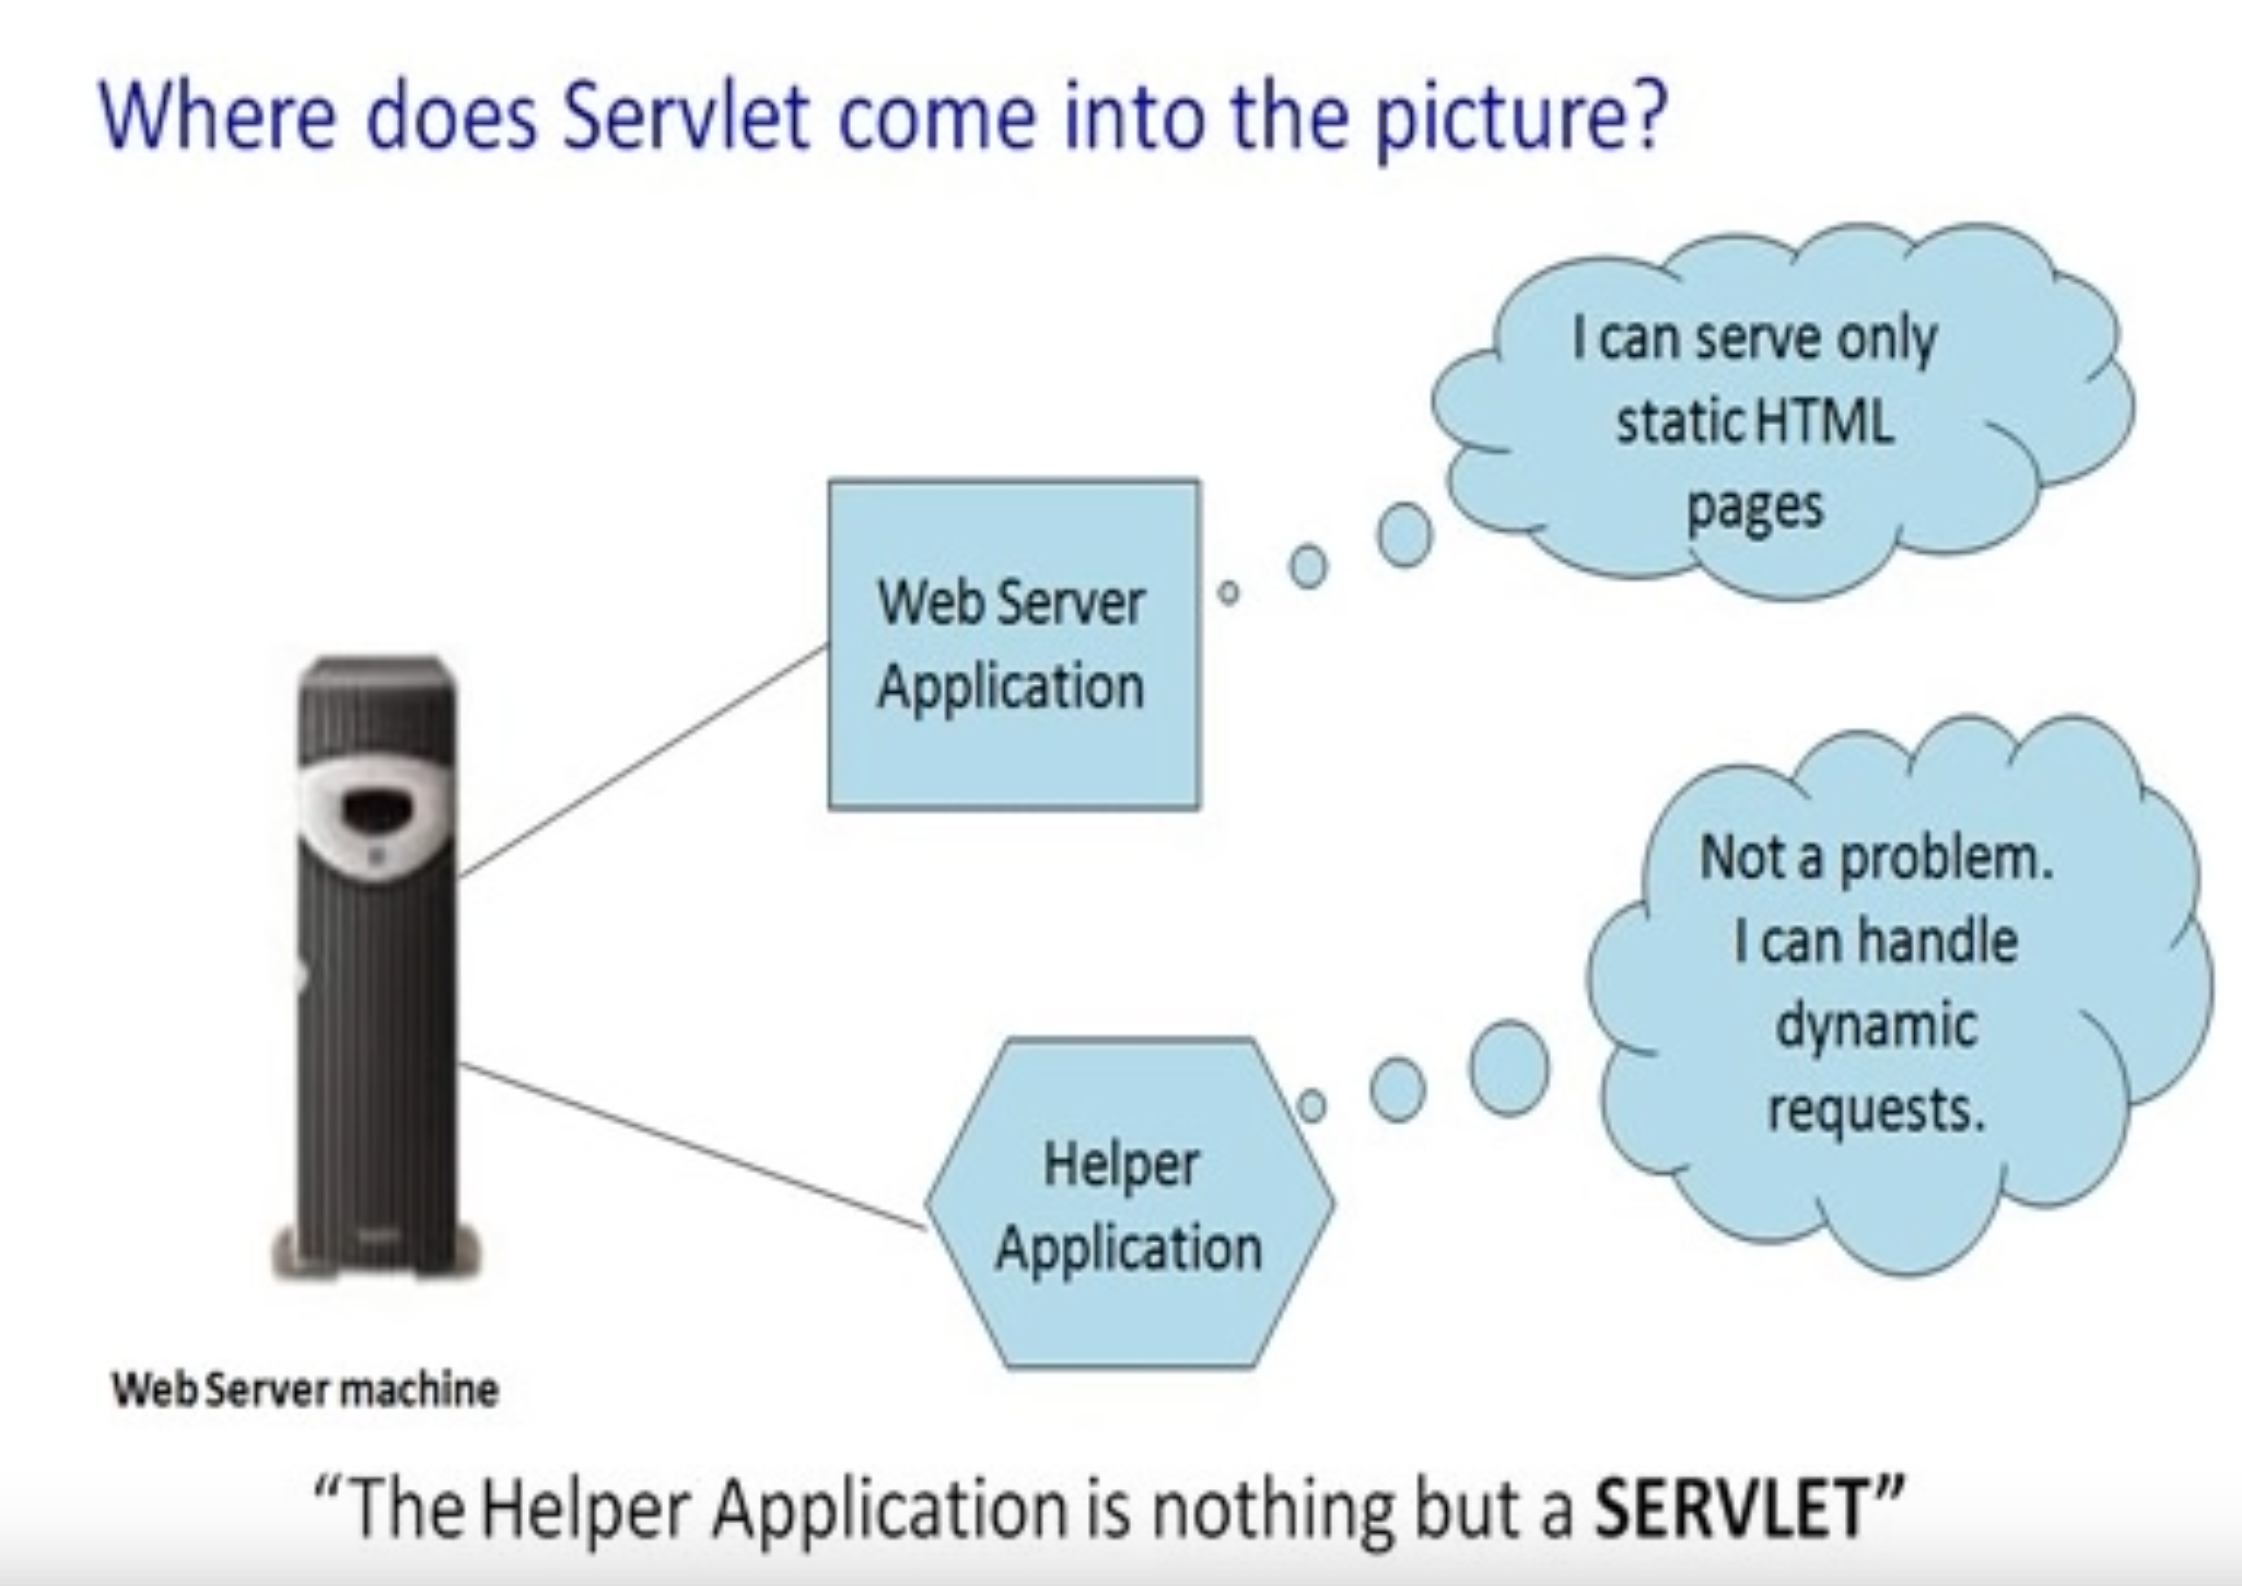 Where does Servlet come into the picture?
I can serve only
static HTML
pages
Web Server
Application
Not a problem.
I can handle
dynamic
requests.
Helper
Application
Web Server machine
“The Helper Application is nothing but a SERVLET”